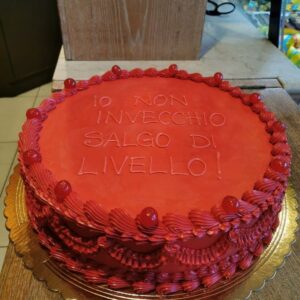 IO NON
INVECCHIO
SALGO DI
LIVELLO!